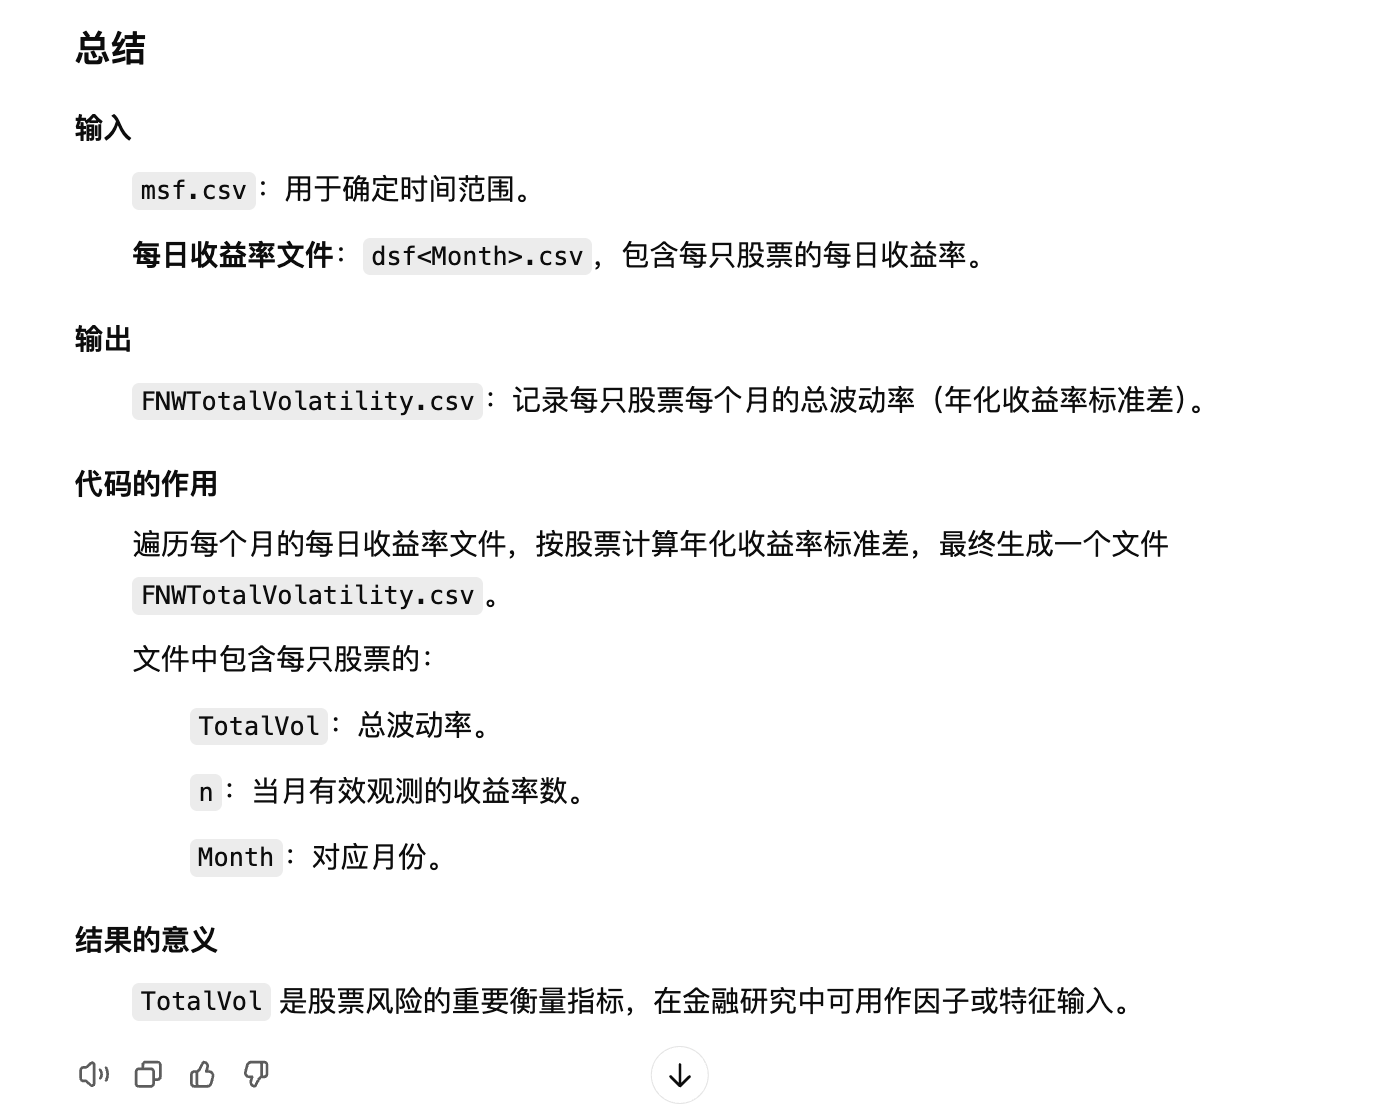 总结
输入
msf.csv：用于确定时间范围。
每日收益率文件：dsf<Month>.csv，包含每只股票的每日收益率。
输出
FNWTotalVolatility.csv：记录每只股票每个月的总波动率（年化收益率标准差）。
代码的作用
遍历每个月的每日收益率文件，按股票计算年化收益率标准差，最终生成一个文件
FNWTotalVolatility.csv。
文件中包含每只股票的：
TotalVol：总波动率。
n：当月有效观测的收益率数。
Month：对应月份。
结果的意义
TotalVol 是股票风险的重要衡量指标，在金融研究中可用作因子或特征输入。